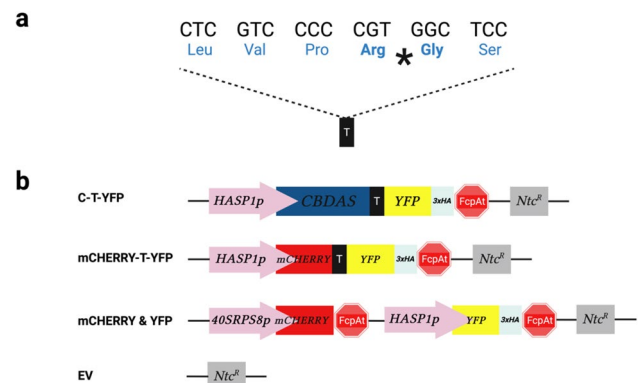 a
CTC GTC CCC CGT GGC TCC
Leu Val Pro Arg * Gly Ser
T
b
C-T-YFP HASP1p CBDAS T YFP 3xHA FcpAt Ntcᴿ
mCHERRY-T-YFP HASP1p mCHERRY T YFP 3xHA FcpAt Ntcᴿ
mCHERRY & YFP 40SRPS8p mCHERRY FcpAt HASP1p YFP 3xHA FcpAt Ntcᴿ
EV Ntcᴿ